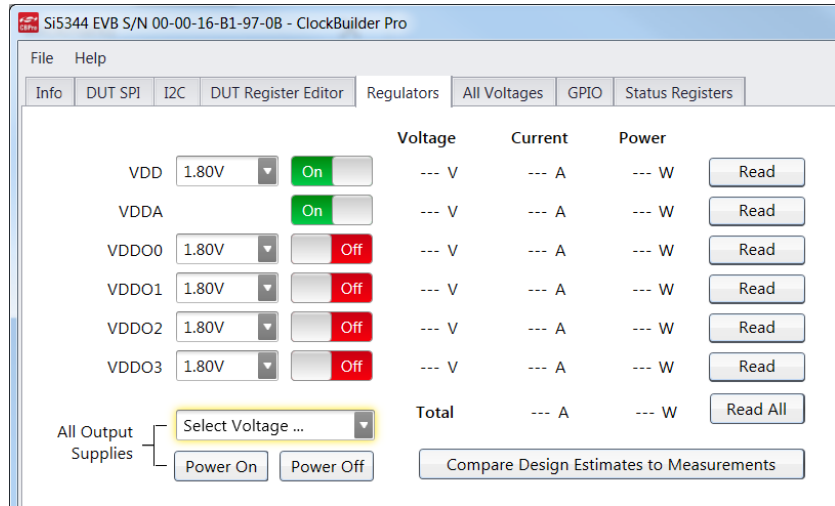 CBPro Si5344 EVB S/N 00-00-16-B1-97-0B - ClockBuilder Pro
File Help
Info DUT SPI I2C DUT Register Editor Regulators All Voltages GPIO Status Registers
Voltage Current Power
VDD 1.80V On --- V --- A --- W Read
VDDA On --- V --- A --- W Read
VDDO0 1.80V Off --- V --- A --- W Read
VDDO1 1.80V Off --- V --- A --- W Read
VDDO2 1.80V Off --- V --- A --- W Read
VDDO3 1.80V Off --- V --- A --- W Read
Total --- A --- W Read All
All Output Supplies Select Voltage ...
Power On Power Off Compare Design Estimates to Measurements